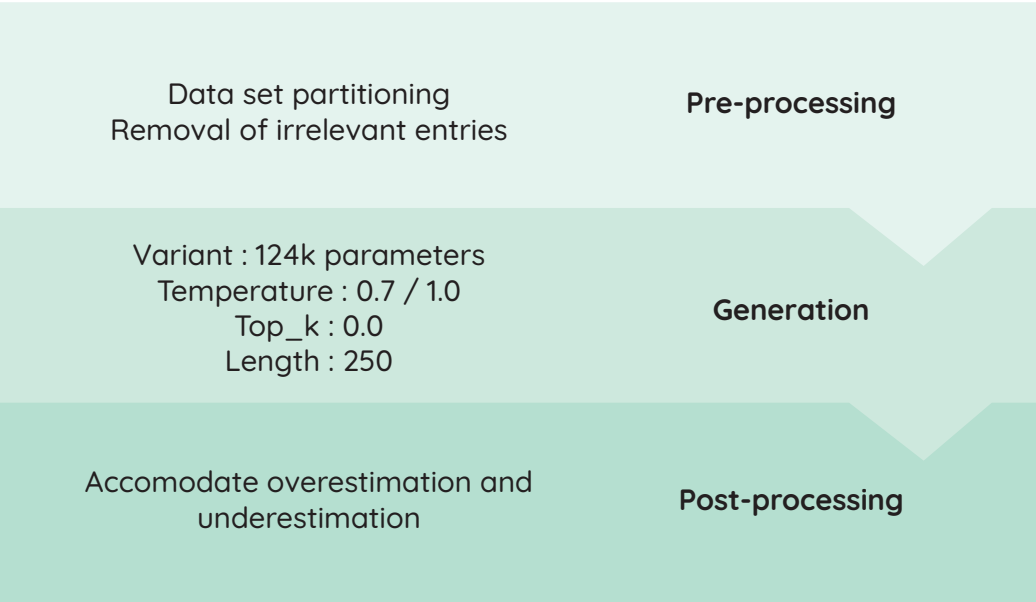 Data set partitioning
Removal of irrelevant entries
Pre-processing
Variant : 124k parameters
Temperature : 0.7 / 1.0
Top_k : 0.0
Length : 250
Generation
Accomodate overestimation and
underestimation
Post-processing